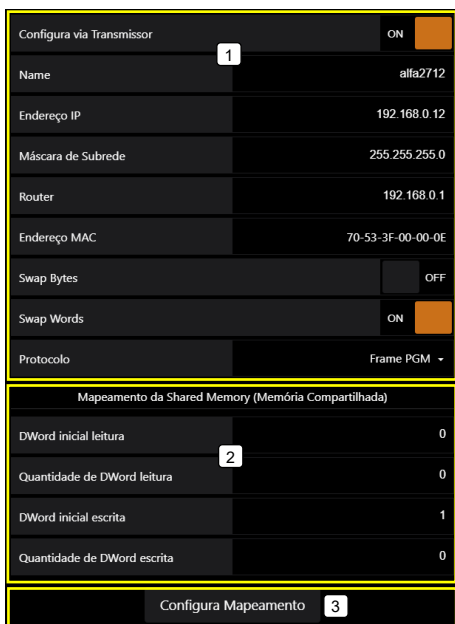 Configura via Transmissor ON
1
Name alfa2712
Endereço IP 192.168.0.12
Máscara de Subrede 255.255.255.0
Router 192.168.0.1
Endereço MAC 70-53-3F-00-00-0E
Swap Bytes OFF
Swap Words ON
Protocolo Frame PGM
Mapeamento da Shared Memory (Memória Compartilhada)
DWord inicial leitura 0
2
Quantidade de DWord leitura 0
DWord inicial escrita 1
Quantidade de DWord escrita 0
Configura Mapeamento 3